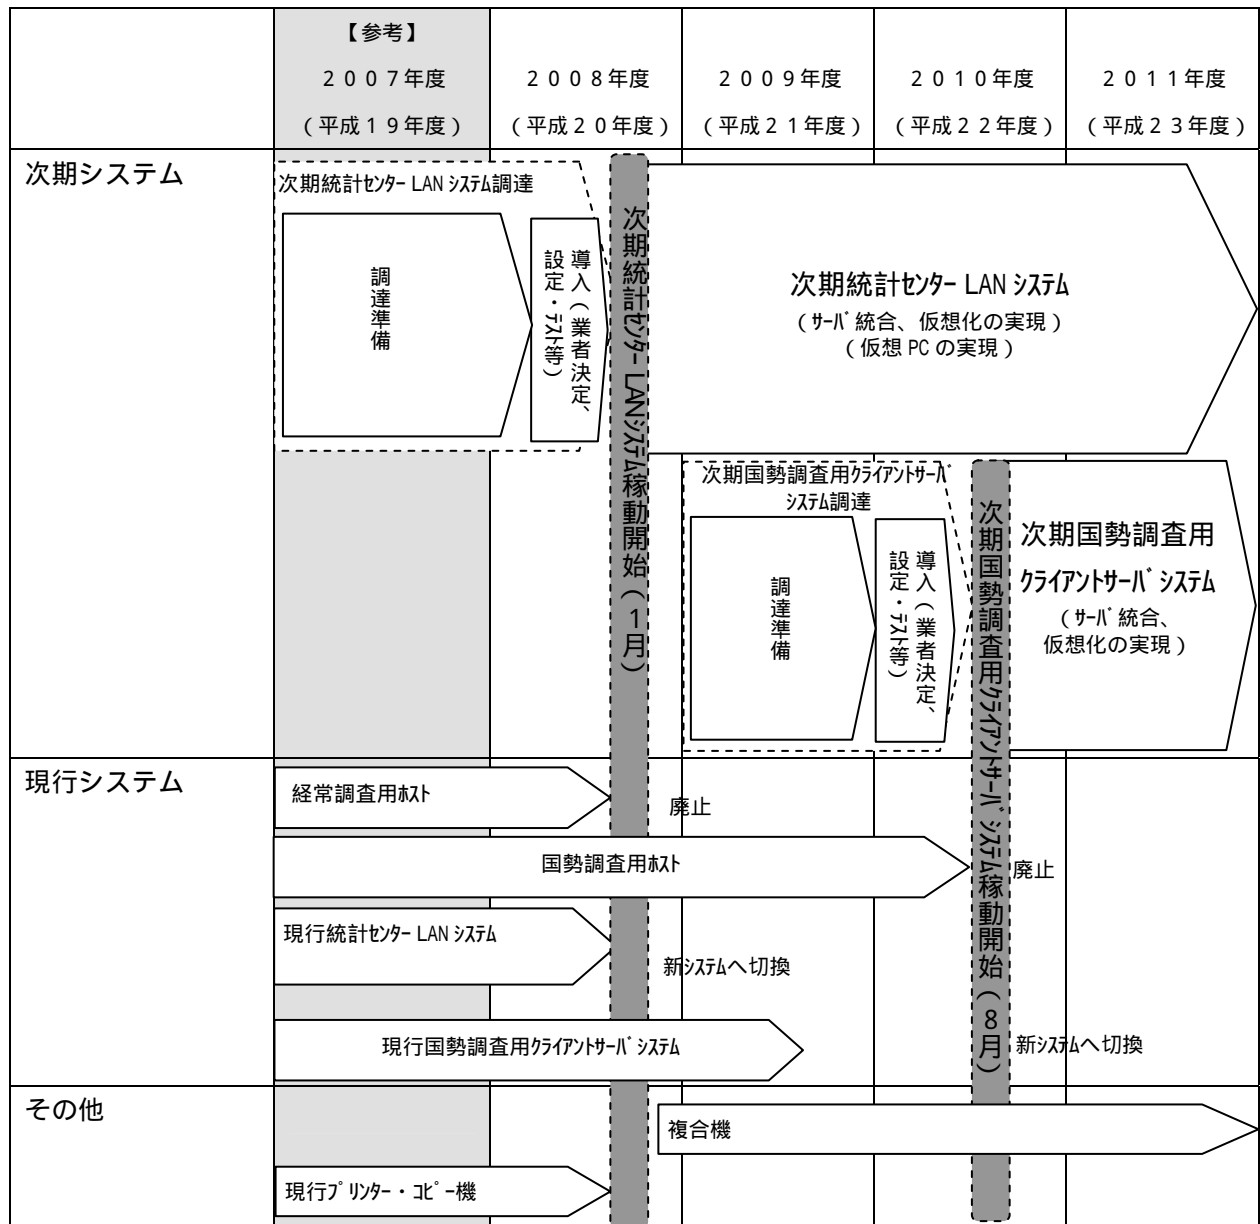 【参考】
２００７年度
（平成１９年度）
２００８年度
（平成２０年度）
２００９年度
（平成２１年度）
２０１０年度
（平成２２年度）
２０１１年度
（平成２３年度）
次期システム
次期統計ｾﾝﾀｰ LAN ｼｽﾃﾑ調達
調達準備
導入（業者決定、
設定・ﾃｽﾄ等）
次期統計ｾﾝﾀｰ LANｼｽﾃﾑ稼動開始（１月）
次期統計ｾﾝﾀｰ LAN ｼｽﾃﾑ
（ｻｰﾊﾞ統合、仮想化の実現）
（仮想 PC の実現）
次期国勢調査用ｸﾗｲｱﾝﾄｻｰﾊﾞ
ｼｽﾃﾑ調達
調達準備
導入（業者決定、
設定・ﾃｽﾄ等）
次期国勢調査用ｸﾗｲｱﾝﾄｻｰﾊﾞｼｽﾃﾑ稼動開始（８月）
次期国勢調査用
ｸﾗｲｱﾝﾄｻｰﾊﾞｼｽﾃﾑ
（ｻｰﾊﾞ統合、
仮想化の実現）
現行システム
経常調査用ﾎｽﾄ
廃止
国勢調査用ﾎｽﾄ
廃止
現行統計ｾﾝﾀｰ LAN ｼｽﾃﾑ
新ｼｽﾃﾑへ切換
現行国勢調査用ｸﾗｲｱﾝﾄｻｰﾊﾞｼｽﾃﾑ
新ｼｽﾃﾑへ切換
その他
複合機
現行ﾌﾟﾘﾝﾀｰ・ｺﾋﾟｰ機